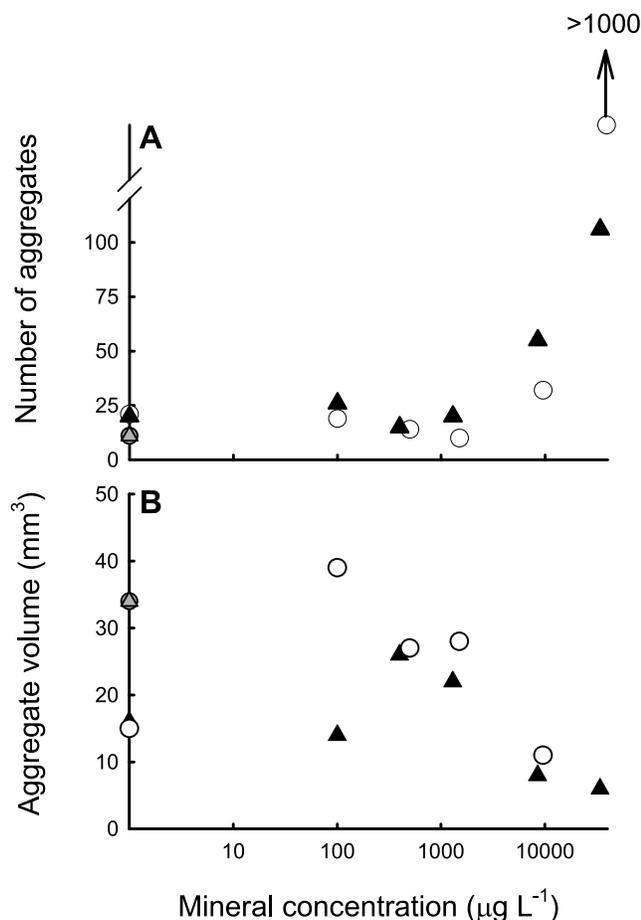 >1000
A
Number of aggregates
100
75
50
25
0
B
Aggregate volume (mm³)
50
40
30
20
10
0
10 100 1000 10000
Mineral concentration (µg L⁻¹)